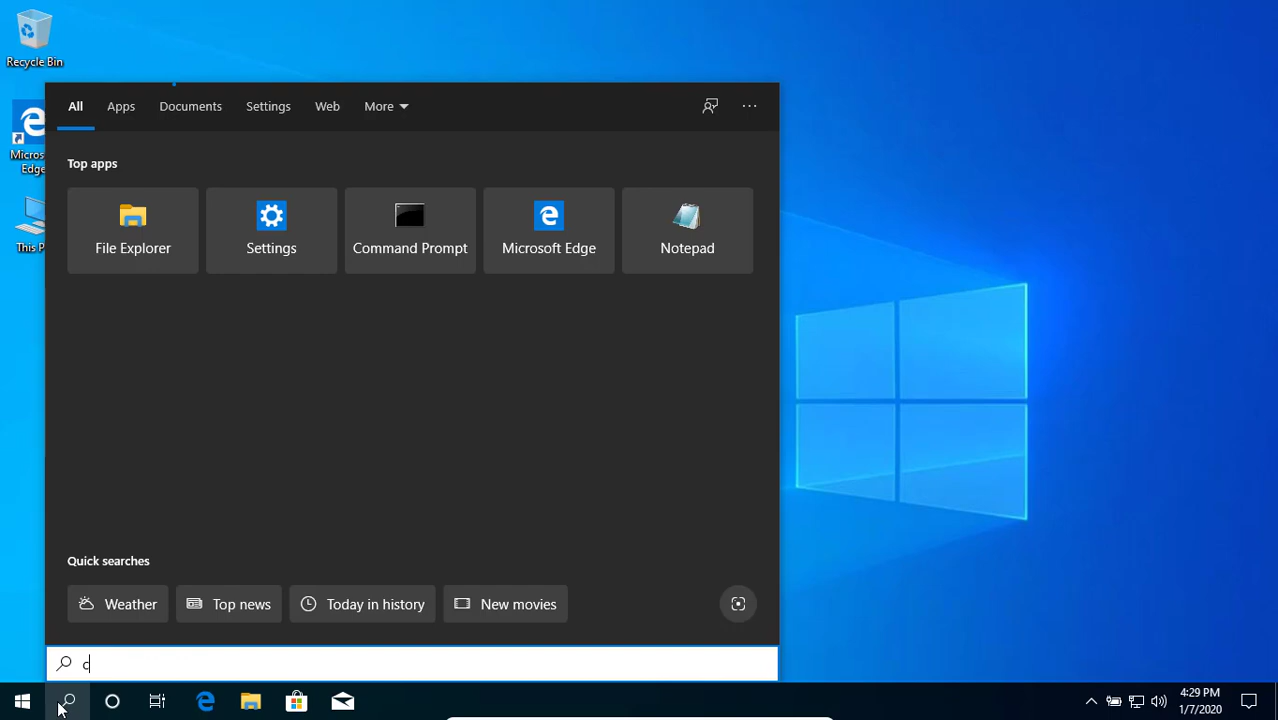 Recycle Bin
Micros
Edge
This P
All Apps Documents Settings Web More
Top apps
File Explorer Settings Command Prompt Microsoft Edge Notepad
Quick searches
Weather Top news Today in history New movies
c
4:29 PM
1/7/2020